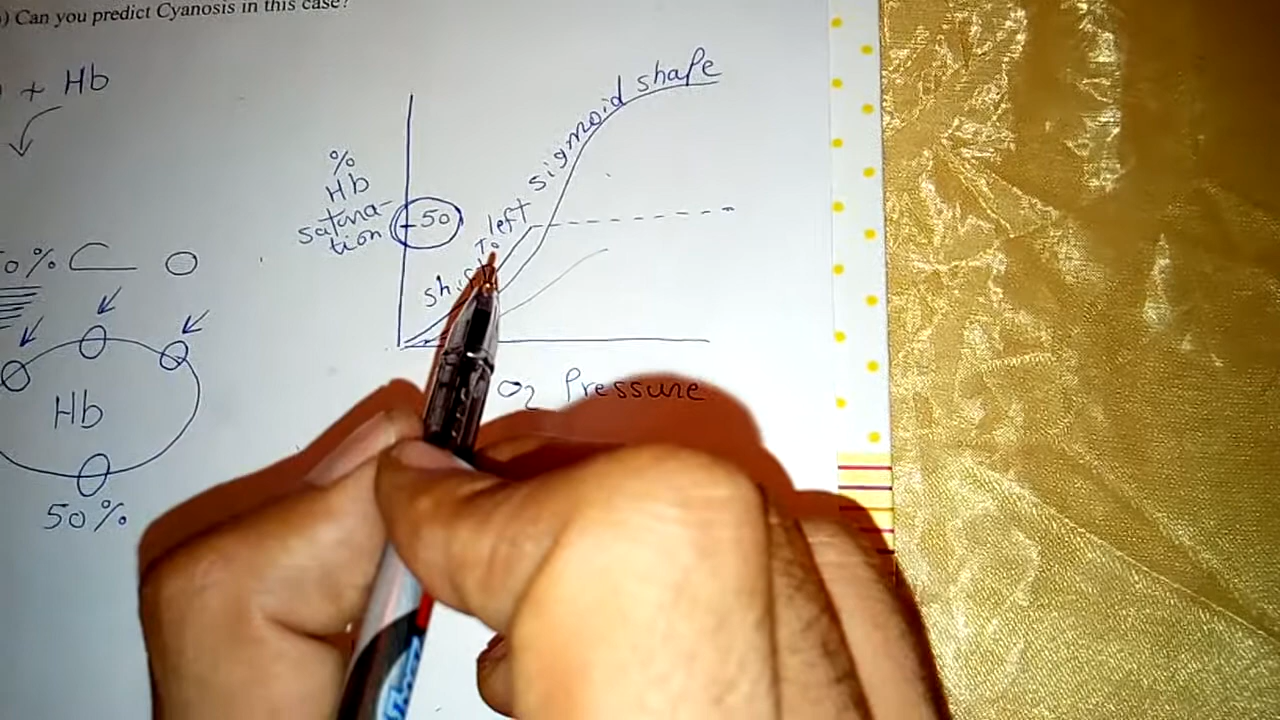 ) Can you predict Cyanosis in this case?
+ Hb
%
Hb
satura-
tion
50
shift to left
sigmoid shape
0% C O
Hb
50%
O2 Pressure